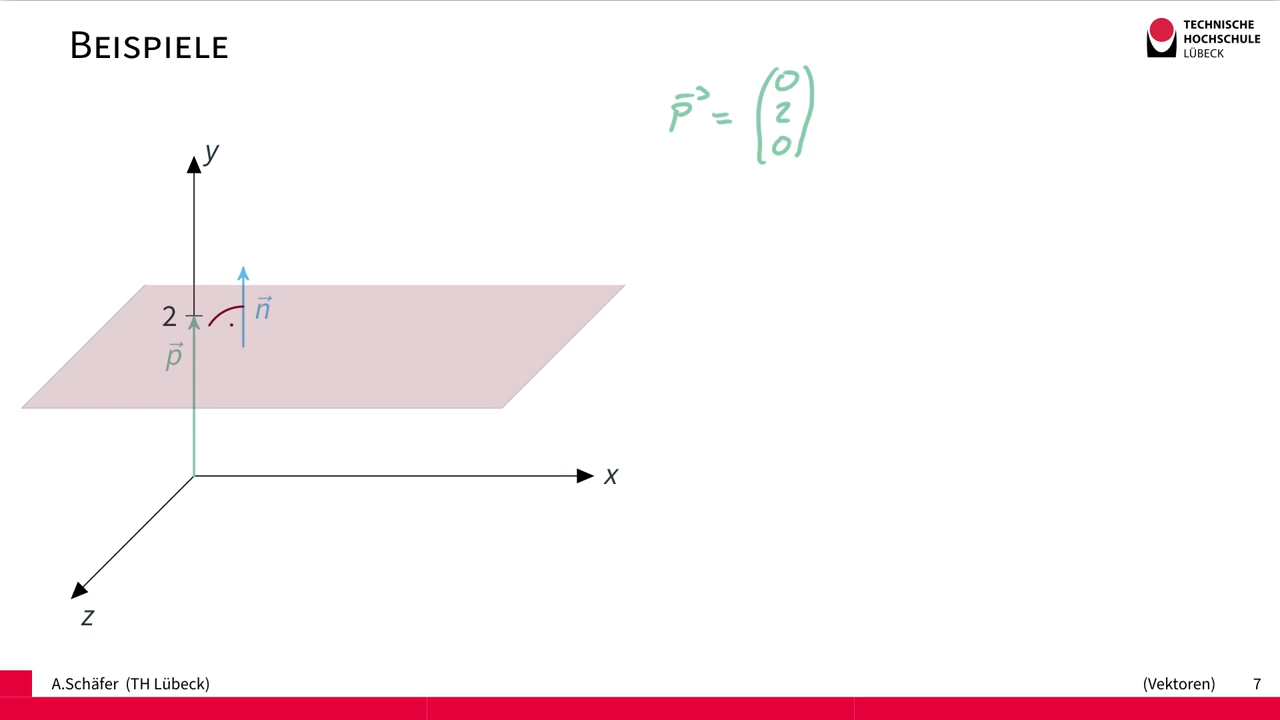 BEISPIELE
TECHNISCHE
HOCHSCHULE
LÜBECK
p⃗ = (0
2
0)
y
2
n⃗
p⃗
x
z
A.Schäfer (TH Lübeck)
(Vektoren)
7